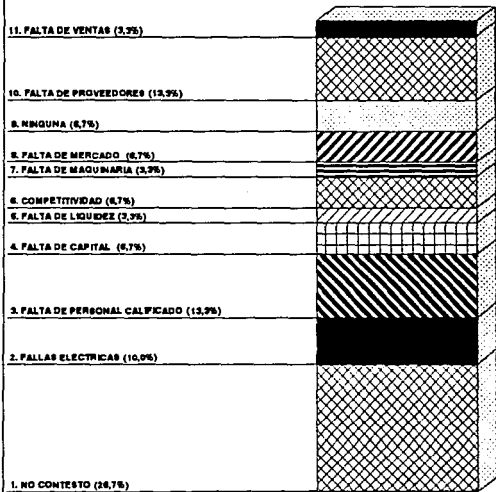 11. FALTA DE VENTAS (3,3%)
10. FALTA DE PROVEEDORES (13,3%)
9. NINGUNA (6,7%)
8. FALTA DE MERCADO (6,7%)
7. FALTA DE MAQUINARIA (3,3%)
6. COMPETITIVIDAD (6,7%)
5. FALTA DE LIQUIDEZ (3,3%)
4. FALTA DE CAPITAL (6,7%)
3. FALTA DE PERSONAL CALIFICADO (13,3%)
2. FALLAS ELECTRICAS (10,0%)
1. NO CONTESTO (26,7%)